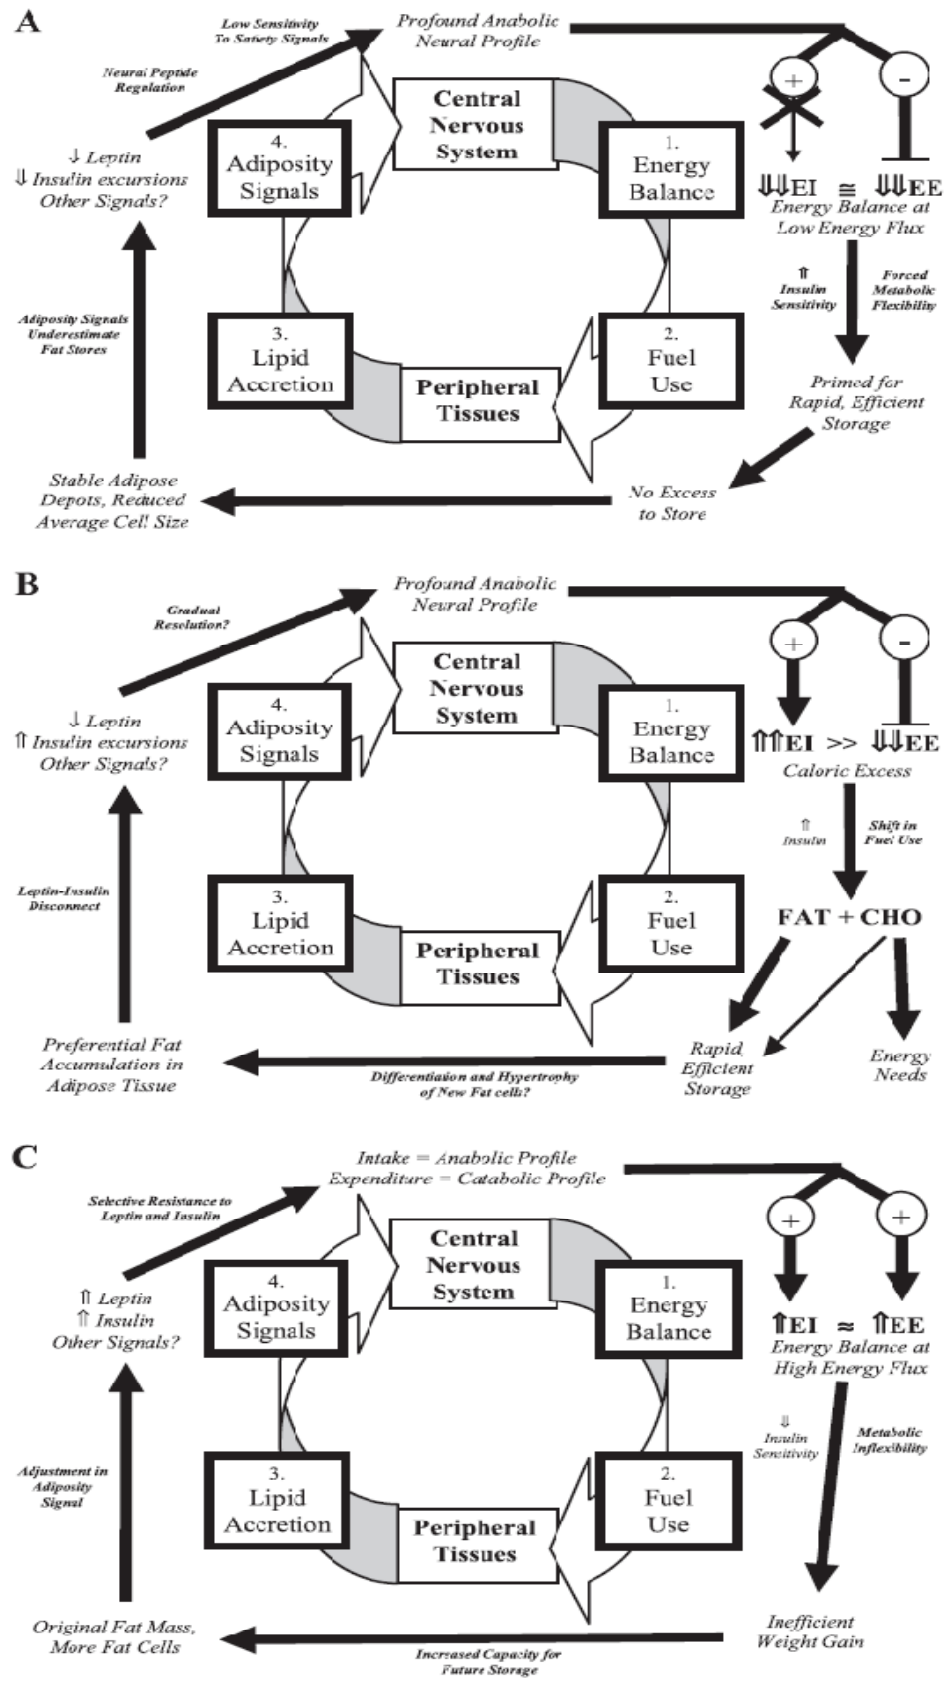 A
Low Sensitivity
To Satiety Signals
Profound Anabolic
Neural Profile
Neural Peptide
Regulation
+
-
Central
Nervous
System
4.
Adiposity
Signals
1.
Energy
Balance
↓ Leptin
⇓ Insulin excursions
Other Signals?
⇓⇓EI ≅ ⇓⇓EE
Energy Balance at
Low Energy Flux
⇑
Insulin
Sensitivity
Forced
Metabolic
Flexibility
Adiposity Signals
Underestimate
Fat Stores
3.
Lipid
Accretion
2.
Fuel
Use
Peripheral
Tissues
Primed for
Rapid, Efficient
Storage
Stable Adipose
Depots, Reduced
Average Cell Size
No Excess
to Store
B
Profound Anabolic
Neural Profile
Gradual
Resolution?
+
-
Central
Nervous
System
4.
Adiposity
Signals
1.
Energy
Balance
↓ Leptin
⇑ Insulin excursions
Other Signals?
⇑⇑EI >> ⇓⇓EE
Caloric Excess
⇑
Insulin
Shift in
Fuel Use
Leptin-Insulin
Disconnect
3.
Lipid
Accretion
2.
Fuel
Use
FAT + CHO
Peripheral
Tissues
Preferential Fat
Accumulation in
Adipose Tissue
Differentiation and Hypertrophy
of New Fat cells?
Rapid,
Efficient
Storage
Energy
Needs
C
Intake = Anabolic Profile
Expenditure = Catabolic Profile
Selective Resistance to
Leptin and Insulin
+
+
Central
Nervous
System
4.
Adiposity
Signals
1.
Energy
Balance
⇑ Leptin
⇑ Insulin
Other Signals?
⇑EI ≈ ⇑EE
Energy Balance at
High Energy Flux
⇓
Insulin
Sensitivity
Metabolic
Inflexibility
Adjustment in
Adiposity
Signal
3.
Lipid
Accretion
2.
Fuel
Use
Peripheral
Tissues
Original Fat Mass,
More Fat Cells
Increased Capacity for
Future Storage
Inefficient
Weight Gain